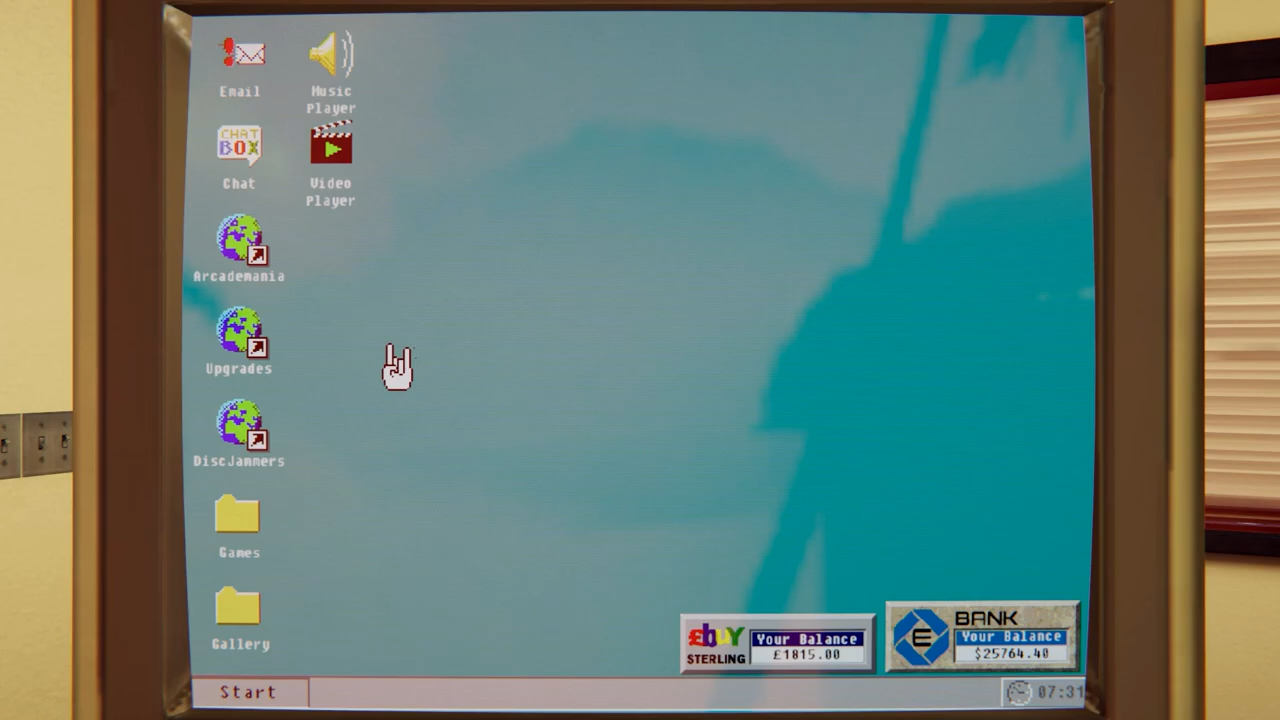 Email
Music
Player
CHAT
BOX
Chat
Video
Player
Arcademania
Upgrades
DiscJammers
Games
Gallery
£buY
STERLING
Your Balance
£1815.00
E
BANK
Your Balance
$25764.40
Start
07:31